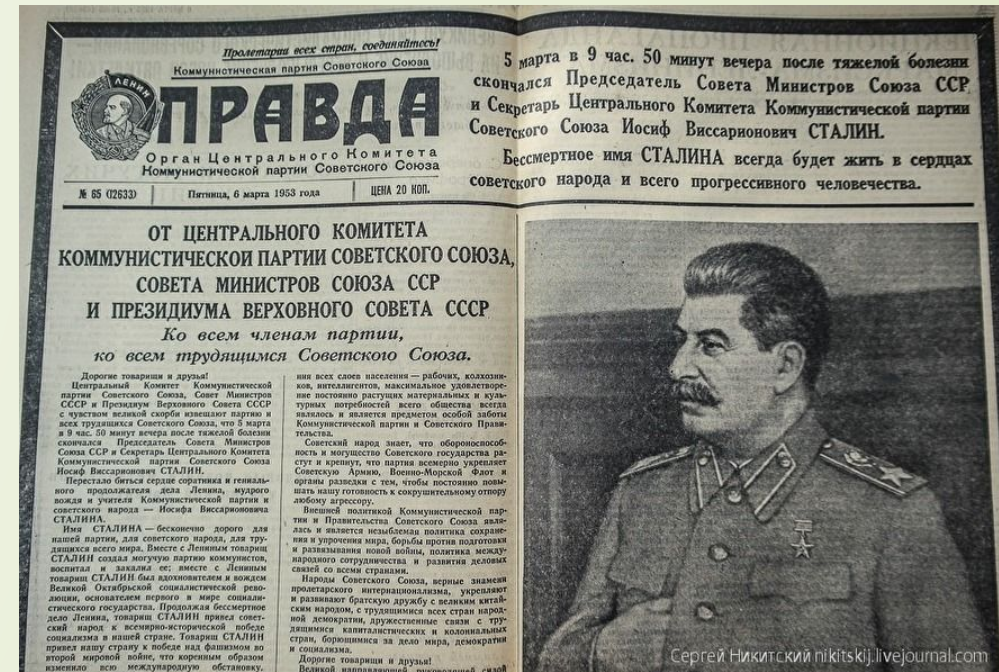 Пролетарии всех стран, соединяйтесь!
Коммунистическая партия Советского Союза
ЛЕНИН
ПРАВДА
Орган Центрального Комитета
Коммунистической партии Советского Союза
№ 65 (12633)
Пятница, 6 марта 1953 года
ЦЕНА 20 КОП.
5 марта в 9 час. 50 минут вечера после тяжелой болезни
скончался Председатель Совета Министров Союза ССР
и Секретарь Центрального Комитета Коммунистической партии
Советского Союза Иосиф Виссарионович СТАЛИН.
Бессмертное имя СТАЛИНА всегда будет жить в сердцах
советского народа и всего прогрессивного человечества.
ОТ ЦЕНТРАЛЬНОГО КОМИТЕТА
КОММУНИСТИЧЕСКОЙ ПАРТИИ СОВЕТСКОГО СОЮЗА,
СОВЕТА МИНИСТРОВ СОЮЗА ССР
И ПРЕЗИДИУМА ВЕРХОВНОГО СОВЕТА СССР
Ко всем членам партии,
ко всем трудящимся Советского Союза.
Дорогие товарищи и друзья!
Центральный Комитет Коммунистической
партии Советского Союза, Совет Министров
СССР и Президиум Верховного Совета СССР
с чувством великой скорби извещают партию и
всех трудящихся Советского Союза, что 5 марта
в 9 час. 50 минут вечера после тяжелой болезни
скончался Председатель Совета Министров
Союза ССР и Секретарь Центрального Комитета
Коммунистической партии Советского Союза
Иосиф Виссарионович СТАЛИН.
Перестало биться сердце соратника и гениаль-
ного продолжателя дела Ленина, мудрого
вождя и учителя Коммунистической партии и
советского народа — Иосифа Виссарионовича
СТАЛИНА.
Имя СТАЛИНА — бесконечно дорого для
нашей партии, для советского народа, для тру-
дящихся всего мира. Вместе с Лениным товарищ
СТАЛИН создал могучую партию коммунистов,
воспитал и закалил ее; вместе с Лениным
товарищ СТАЛИН был вдохновителем и вождем
Великой Октябрьской социалистической рево-
люции, основателем первого в мире социали-
стического государства. Продолжая бессмертное
дело Ленина, товарищ СТАЛИН привел совет-
ский народ к всемирно-исторической победе
социализма в нашей стране. Товарищ СТАЛИН
привел нашу страну к победе над фашизмом во
второй мировой войне, что коренным образом
изменило всю международную обстановку.
ния всех слоев населения — рабочих, колхозни-
ков, интеллигентов, максимальное удовлетворе-
ние постоянно растущих материальных и куль-
турных потребностей всего общества всегда
являлось и является предметом особой заботы
Коммунистической партии и Советского Прави-
тельства.
Советский народ знает, что обороноспособ-
ность и могущество Советского государства ра-
стут и крепнут, что партия всемерно укрепляет
Советскую Армию, Военно-Морской Флот и
органы разведки с тем, чтобы постоянно повы-
шать нашу готовность к сокрушительному отпору
любому агрессору.
Внешней политикой Коммунистической пар-
тии и Правительства Советского Союза явля-
лась и является незыблемая политика сохране-
ния и упрочения мира, борьбы против подготовки
и развязывания новой войны, политика между-
народного сотрудничества и развития деловых
связей со всеми странами.
Народы Советского Союза, верные знамени
пролетарского интернационализма, укрепляют
и развивают братскую дружбу с великим китай-
ским народом, с трудящимися всех стран народ-
ной демократии, дружественные связи с тру-
дящимися капиталистических и колониальных
стран, борющимися за дело мира, демократии
и социализма.
Дорогие товарищи и друзья!
Великой направляющей, руководящей силой
Сергей Никитский nikitskij.livejournal.com